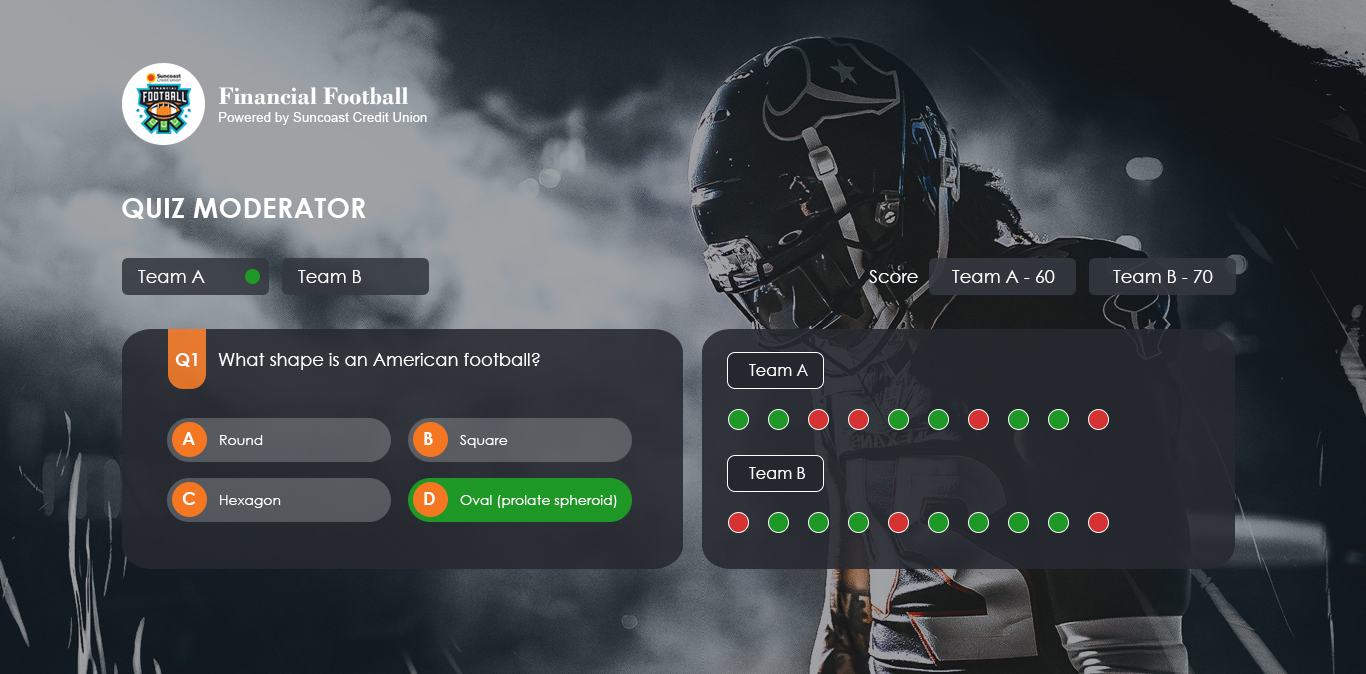 Suncoast
Credit Union
FINANCIAL
FOOTBALL
Financial Football
Powered by Suncoast Credit Union
QUIZ MODERATOR
Team A
Team B
Score
Team A - 60
Team B - 70
Q1
What shape is an American football?
A
Round
B
Square
C
Hexagon
D
Oval (prolate spheroid)
Team A
Team B